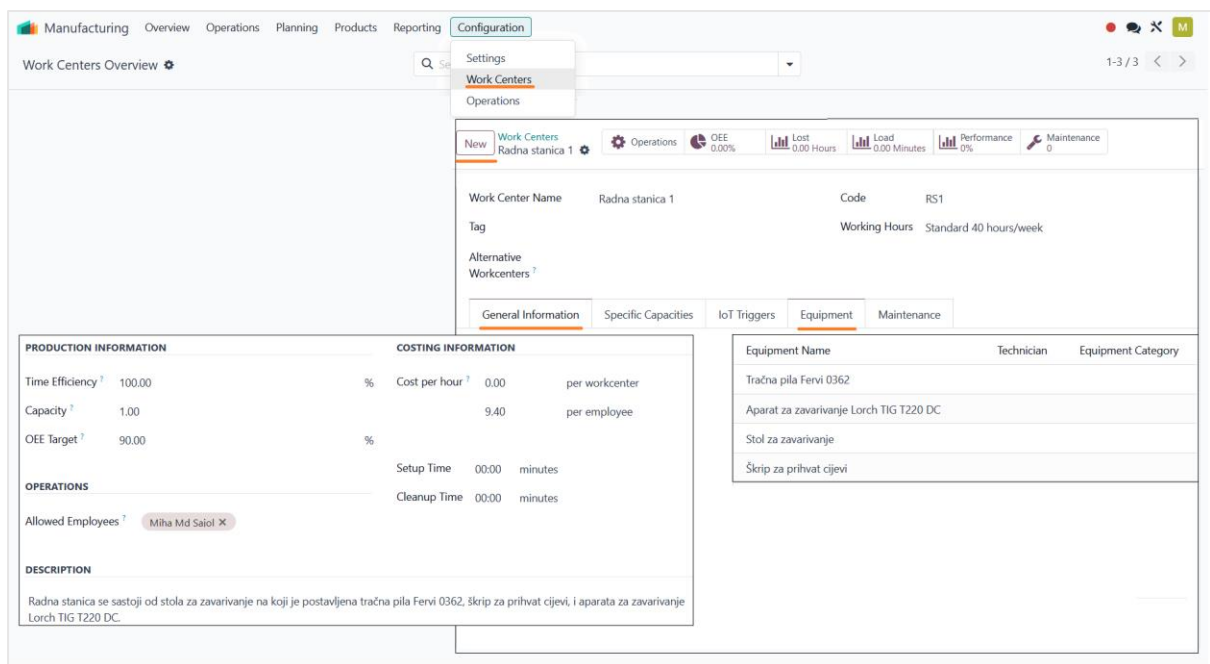 Manufacturing Overview Operations Planning Products Reporting Configuration M
Work Centers Overview 1-3 / 3
Settings
Work Centers
Operations
New Work Centers Operations OEE Lost Load Performance Maintenance
Radna stanica 1 0.00% 0.00 Hours 0.00 Minutes 0% 0
Work Center Name Radna stanica 1 Code RS1
Tag Working Hours Standard 40 hours/week
Alternative
Workcenters ?
General Information Specific Capacities IoT Triggers Equipment Maintenance
PRODUCTION INFORMATION COSTING INFORMATION
Time Efficiency ? 100.00 % Cost per hour ? 0.00 per workcenter
Capacity ? 1.00 9.40 per employee
OEE Target ? 90.00 %
Setup Time 00:00 minutes
OPERATIONS
Cleanup Time 00:00 minutes
Allowed Employees ? Miha Md Saiol ×
DESCRIPTION
Radna stanica se sastoji od stola za zavarivanje na koji je postavljena tračna pila Fervi 0362, škrip za prihvat cijevi, i aparata za zavarivanje
Lorch TIG T220 DC.
Equipment Name Technician Equipment Category
Tračna pila Fervi 0362
Aparat za zavarivanje Lorch TIG T220 DC
Stol za zavarivanje
Škrip za prihvat cijevi